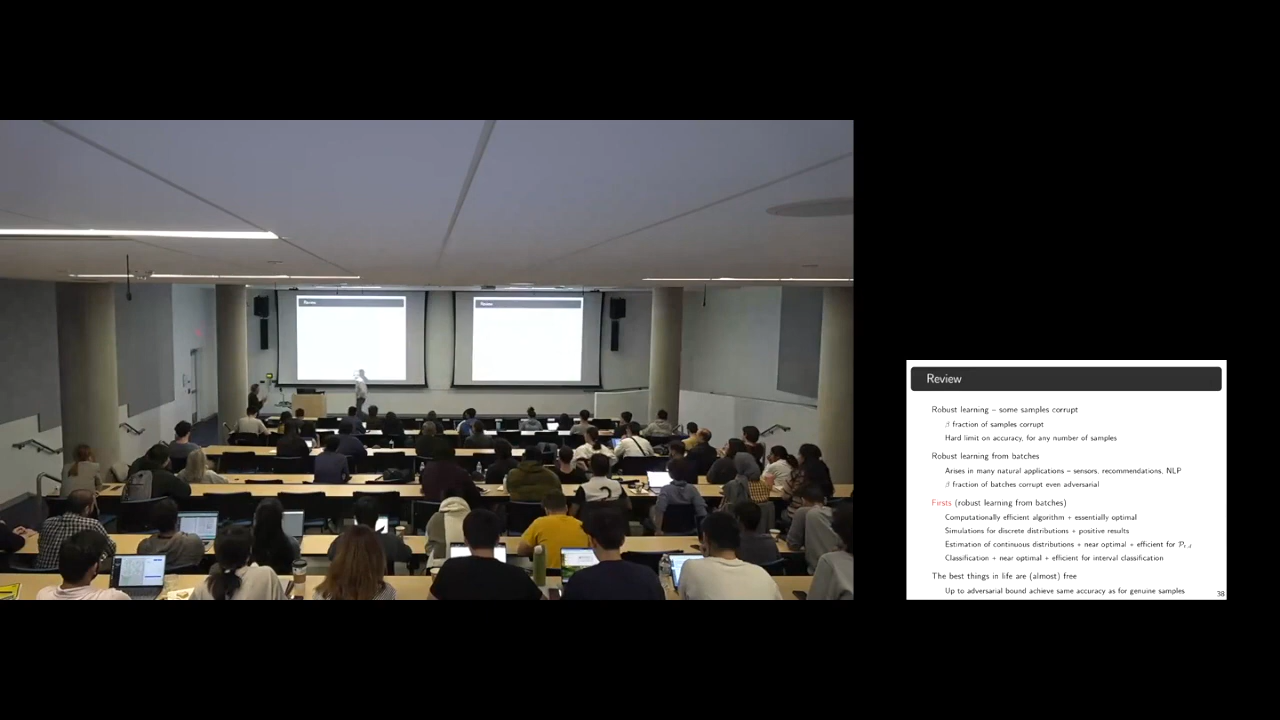 Review
Review
Review
Robust learning – some samples corrupt
β fraction of samples corrupt
Hard limit on accuracy, for any number of samples
Robust learning from batches
Arises in many natural applications – sensors, recommendations, NLP
β fraction of batches corrupt even adversarial
Firsts (robust learning from batches)
Computationally efficient algorithm + essentially optimal
Simulations for discrete distributions + positive results
Estimation of continuous distributions + near optimal + efficient for P_{t,d}
Classification + near optimal + efficient for interval classification
The best things in life are (almost) free
Up to adversarial bound achieve same accuracy as for genuine samples
38